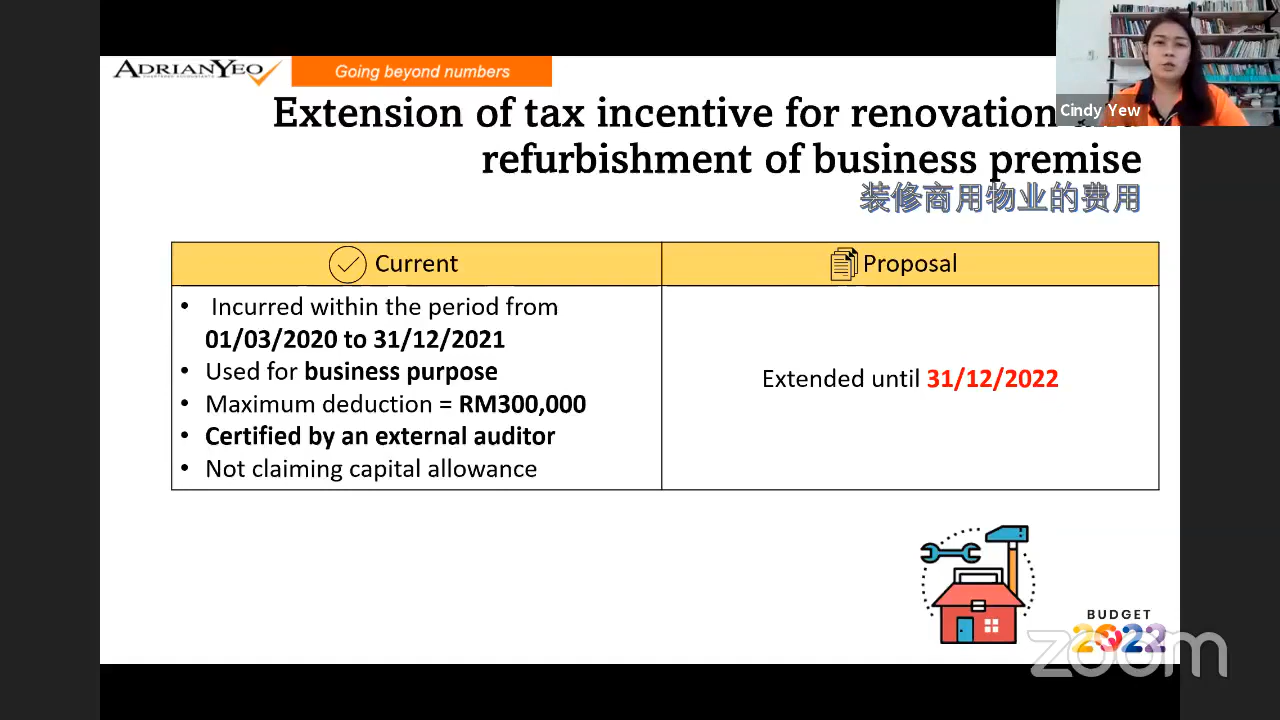 ADRIANYEO
Going beyond numbers
Cindy Yew
Extension of tax incentive for renovation
refurbishment of business premise
装修商用物业的费用
Current
Proposal
• Incurred within the period from
01/03/2020 to 31/12/2021
• Used for business purpose
• Maximum deduction = RM300,000
• Certified by an external auditor
• Not claiming capital allowance
Extended until 31/12/2022
BUDGET
2022
zoom